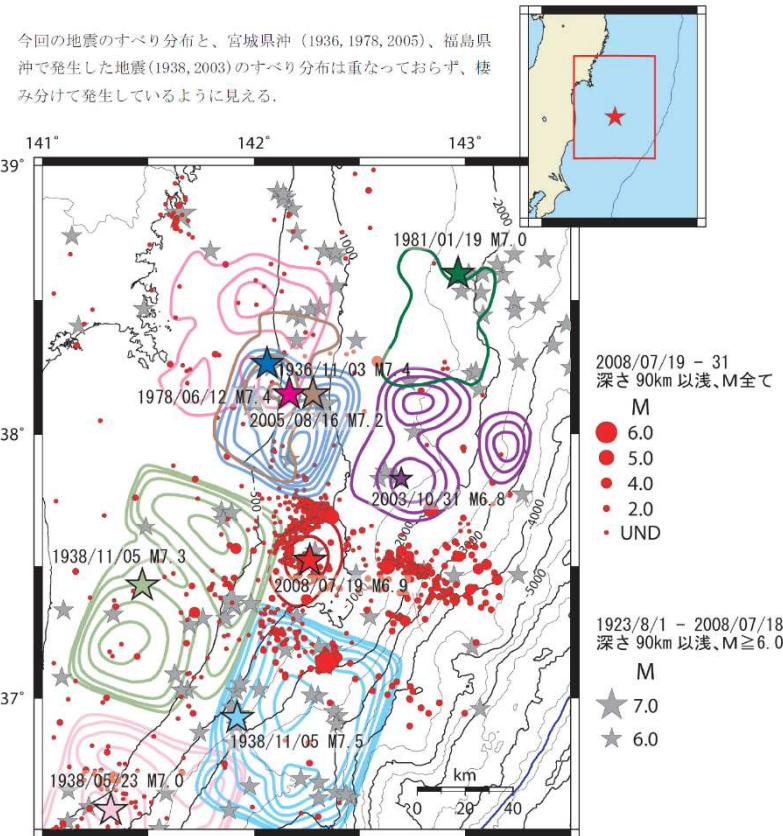 今回の地震のすべり分布と、宮城県沖（1936, 1978, 2005)、福島県
沖で発生した地震(1938, 2003)のすべり分布は重なっておらず、棲
み分けて発生しているように見える.
141°
142°
143°
39°
38°
37°
-2000
-1000
1981/01/19 M7.0
1936/11/03 M7.4
1978/06/12 M7.4
2005/08/16 M7.2
2003/10/31 M6.8
-4000
-3000
-5000
1938/11/05 M7.3
2008/07/19 M6.9
1938/11/05 M7.5
1938/05/23 M7.0
km
0 20 40
2008/07/19 - 31
深さ 90km 以浅、M全て
M
6.0
5.0
4.0
2.0
UND
1923/8/1 - 2008/07/18
深さ 90km 以浅、M≧6.0
M
7.0
6.0